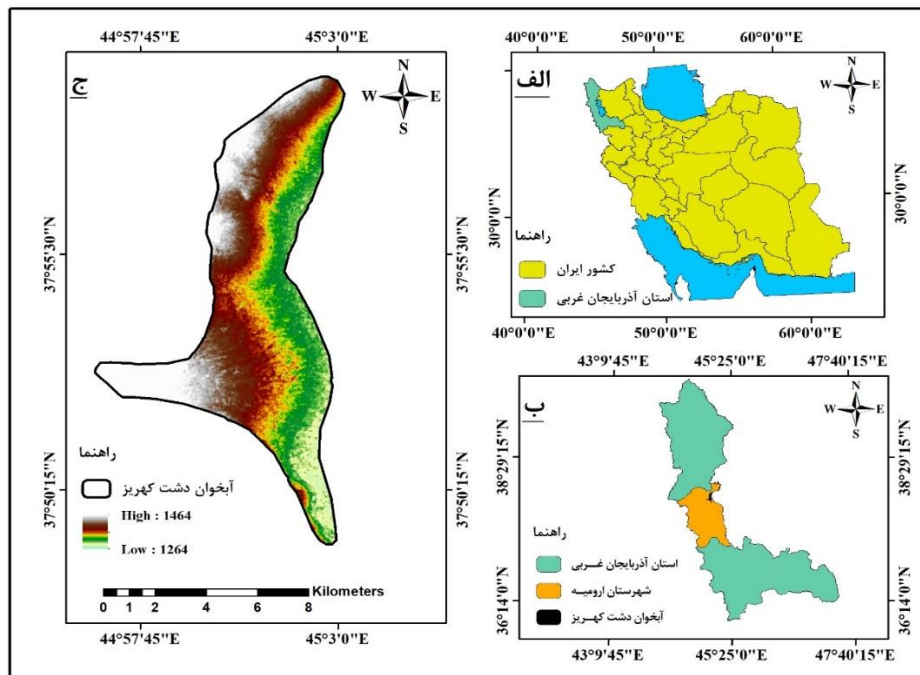 44°57'45"E 45°3'0"E
ج
N
W E
S
37°55'30"N 37°55'30"N
37°50'15"N 37°50'15"N
راهنما
آبخوان دشت کهریز
High : 1464
Low : 1264
Kilometers
0 1 2 4 6 8
44°57'45"E 45°3'0"E
40°0'0"E 50°0'0"E 60°0'0"E
الف
N
W E
S
30°0'0"N 30°0'0"N
راهنما
کشور ایران
استان آذربایجان غربی
40°0'0"E 50°0'0"E 60°0'0"E
43°9'45"E 45°25'0"E 47°40'15"E
ب
N
W E
S
38°29'15"N 38°29'15"N
36°14'0"N 36°14'0"N
راهنما
استان آذربایجان غربی
شهرستان ارومیه
آبخوان دشت کهریز
43°9'45"E 45°25'0"E 47°40'15"E